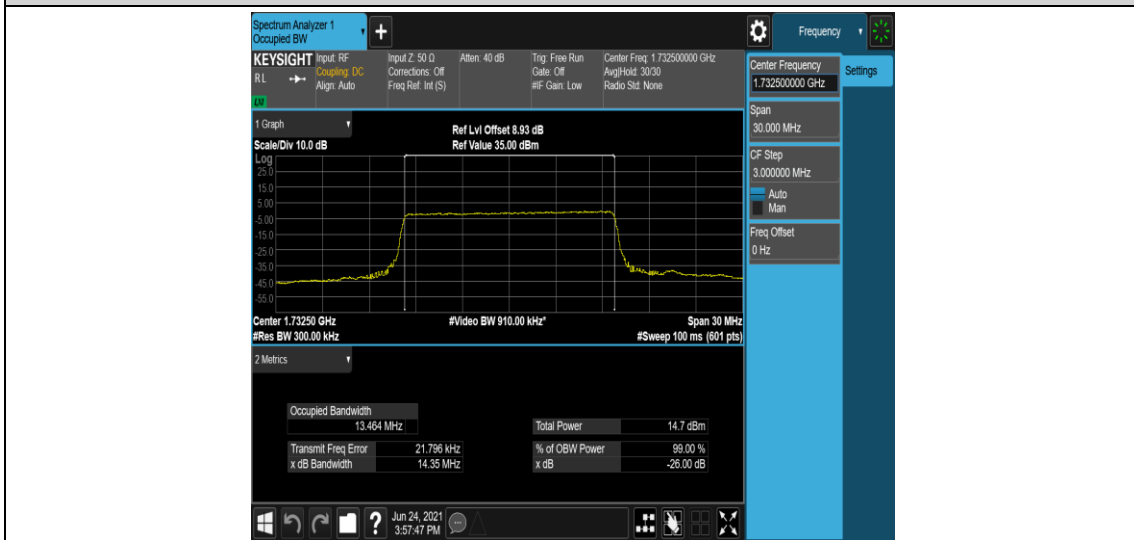 Spectrum Analyzer 1
Occupied BW
Frequency
KEYSIGHT Input: RF Input Z: 50 Ω Atten: 40 dB Trig: Free Run Center Freq: 1.732500000 GHz
RL Coupling: DC Corrections: Off Gate: Off Avg|Hold: 30/30
Align: Auto Freq Ref: Int (S) #IF Gain: Low Radio Std: None
Center Frequency Settings
1.732500000 GHz
Span
30.000 MHz
CF Step
3.000000 MHz
Auto
Man
Freq Offset
0 Hz
1 Graph Ref Lvl Offset 8.93 dB
Scale/Div 10.0 dB Ref Value 35.00 dBm
Log
25.0
15.0
5.00
-5.00
-15.0
-25.0
-35.0
-45.0
-55.0
Center 1.73250 GHz #Video BW 910.00 kHz* Span 30 MHz
#Res BW 300.00 kHz #Sweep 100 ms (601 pts)
2 Metrics
Occupied Bandwidth
13.464 MHz Total Power 14.7 dBm
Transmit Freq Error 21.796 kHz % of OBW Power 99.00 %
x dB Bandwidth 14.35 MHz x dB -26.00 dB
Jun 24, 2021
3:57:47 PM